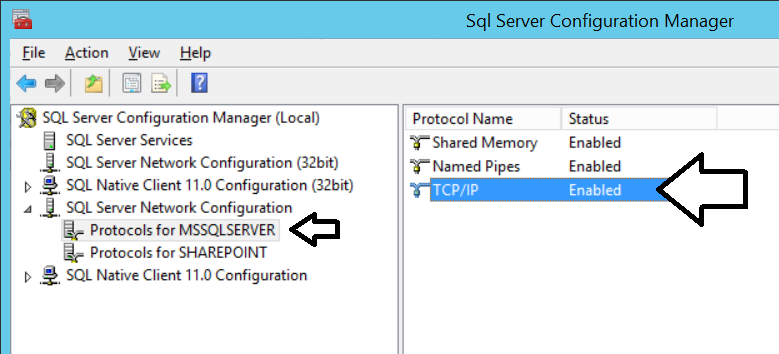 Sql Server Configuration Manager
File Action View Help
SQL Server Configuration Manager (Local)
SQL Server Services
SQL Server Network Configuration (32bit)
SQL Native Client 11.0 Configuration (32bit)
SQL Server Network Configuration
Protocols for MSSQLSERVER
Protocols for SHAREPOINT
SQL Native Client 11.0 Configuration
Protocol Name Status
Shared Memory Enabled
Named Pipes Enabled
TCP/IP Enabled